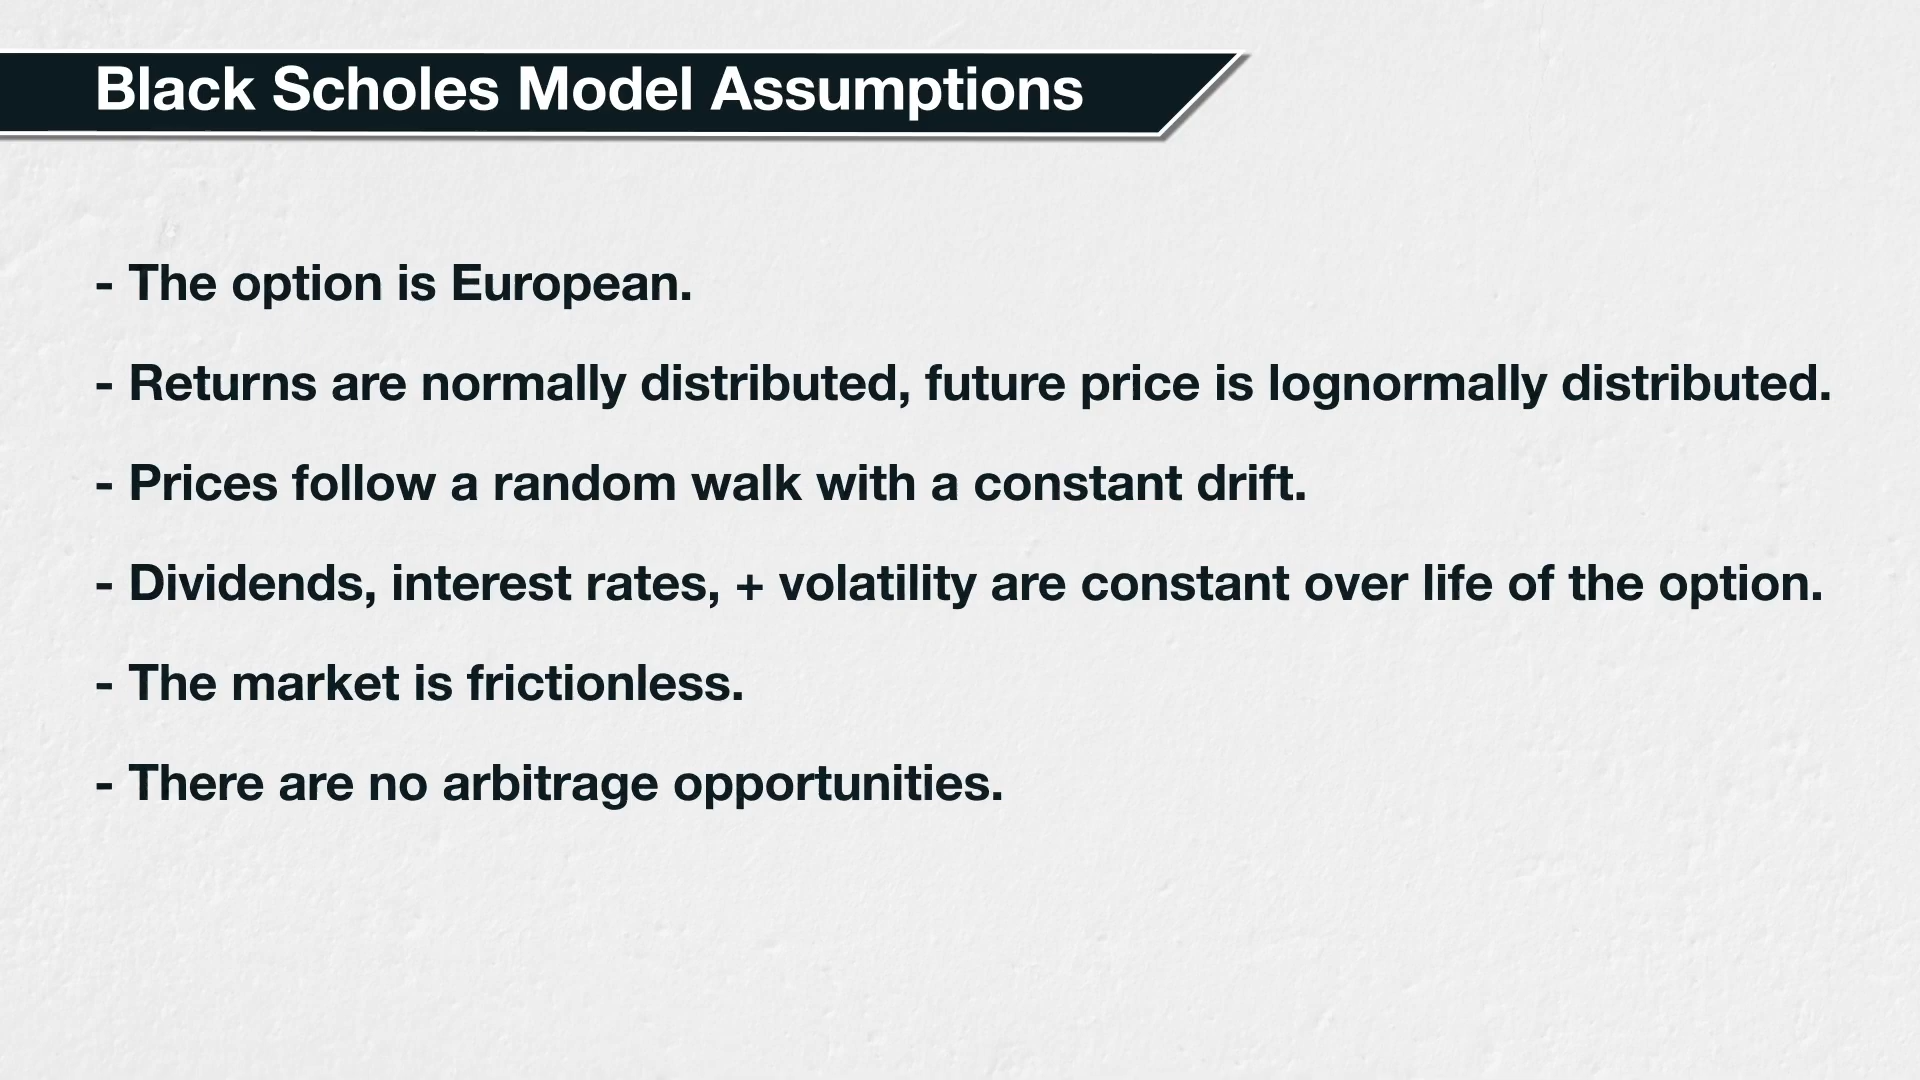 Black Scholes Model Assumptions
- The option is European.
- Returns are normally distributed, future price is lognormally distributed.
- Prices follow a random walk with a constant drift.
- Dividends, interest rates, + volatility are constant over life of the option.
- The market is frictionless.
- There are no arbitrage opportunities.